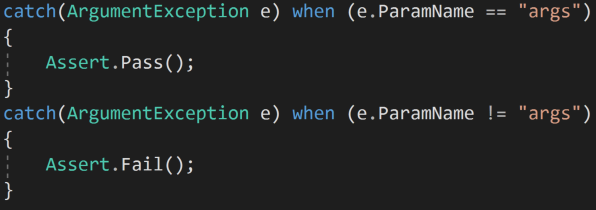 catch(ArgumentException e) when (e.ParamName == "args")
{
    Assert.Pass();
}
catch(ArgumentException e) when (e.ParamName != "args")
{
    Assert.Fail();
}